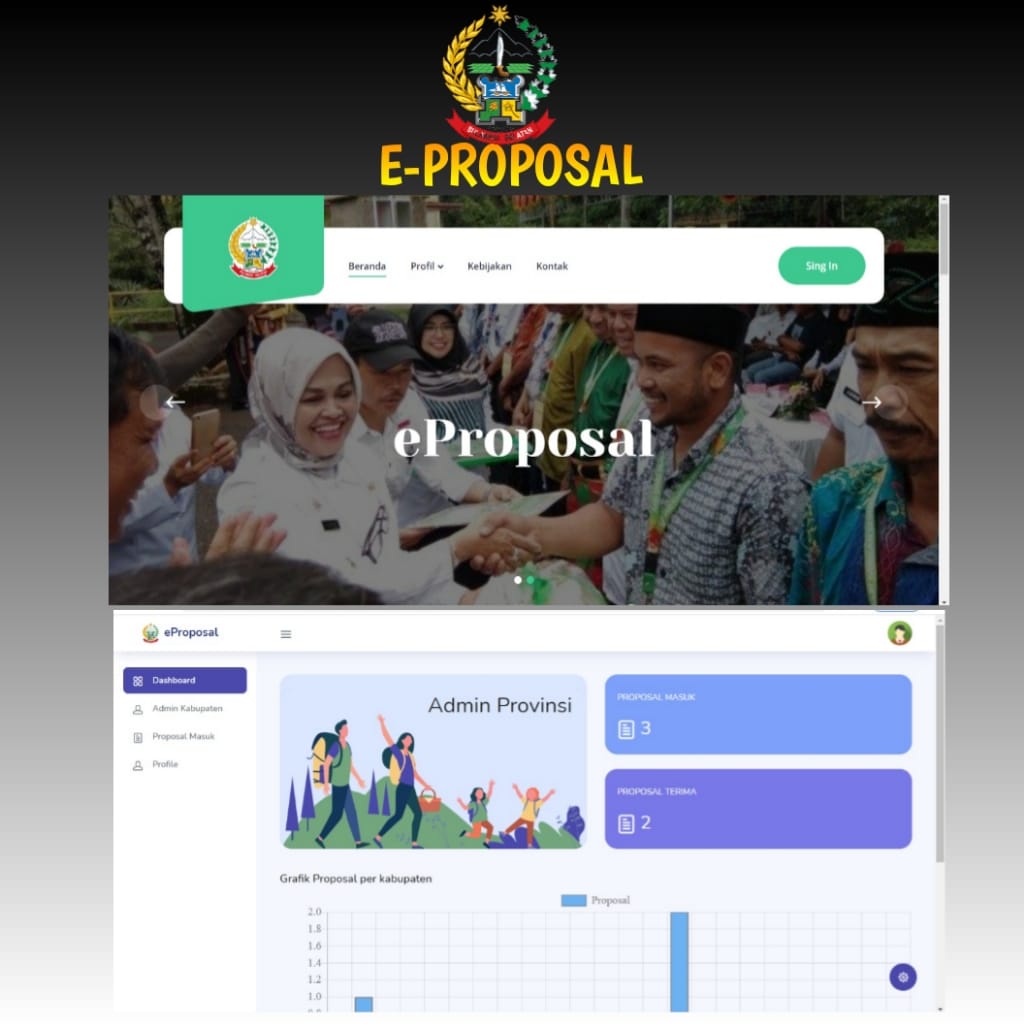 E-PROPOSAL
Beranda Profil Kebijakan Kontak Sing In
eProposal
eProposal
Dashboard
Admin Kabupaten
Proposal Masuk
Profile
Admin Provinsi
PROPOSAL MASUK
3
PROPOSAL TERIMA
2
Grafik Proposal per kabupaten
Proposal
2.0
1.8
1.6
1.4
1.2
1.0